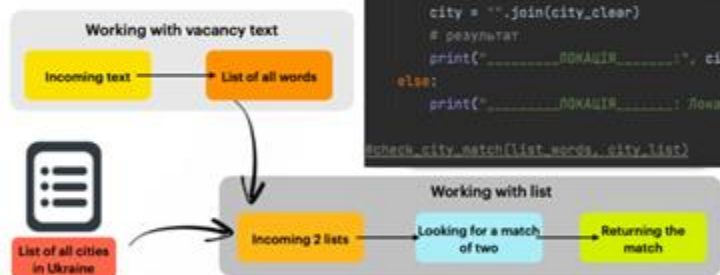 Working with vacancy text
Incoming text
List of all words
city = "".join(city_clear)
# результат
print("_________ЛОКАЦІЯ_______:", ci
else:
print("_________ЛОКАЦІЯ_______: Лока
#check_city_match(list_words, city_list)
Working with list
Incoming 2 lists
Looking for a match
of two
Returning the
match
List of all cities
in Ukraine